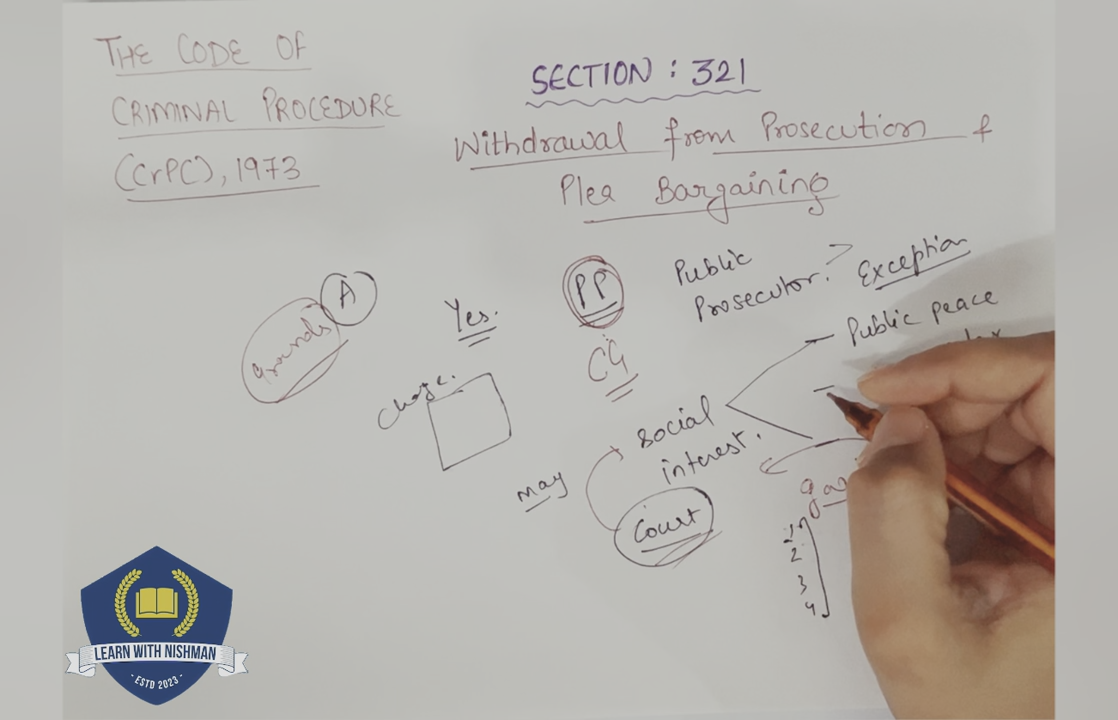 THE CODE OF
CRIMINAL PROCEDURE
(CrPC), 1973
SECTION : 321
Withdrawal from Prosecution &
Plea Bargaining
PP
Public
Prosecutor. ?
Exception
Public peace
A
grounds
Yes.
CG
social
interest.
may
Court
1
2
3
4
LEARN WITH NISHMAN
- ESTD 2023 -